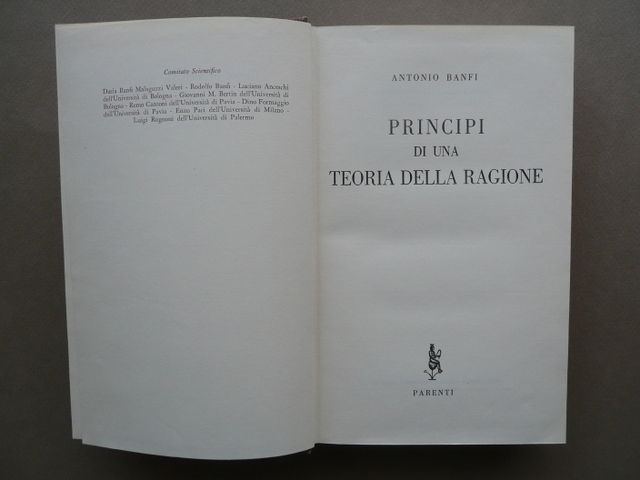 Comitato Scientifico
Daria Banfi Malaguzzi Valeri - Rodolfo Banfi - Luciano Anceschi
dell'Università di Bologna - Giovanni M. Bertin dell'Università di
Bologna - Remo Cantoni dell'Università di Pavia - Dino Formaggio
dell'Università di Pavia - Enzo Paci dell'Università di Milano -
Luigi Rognoni dell'Università di Palermo
ANTONIO BANFI
PRINCIPI
DI UNA
TEORIA DELLA RAGIONE
PARENTI